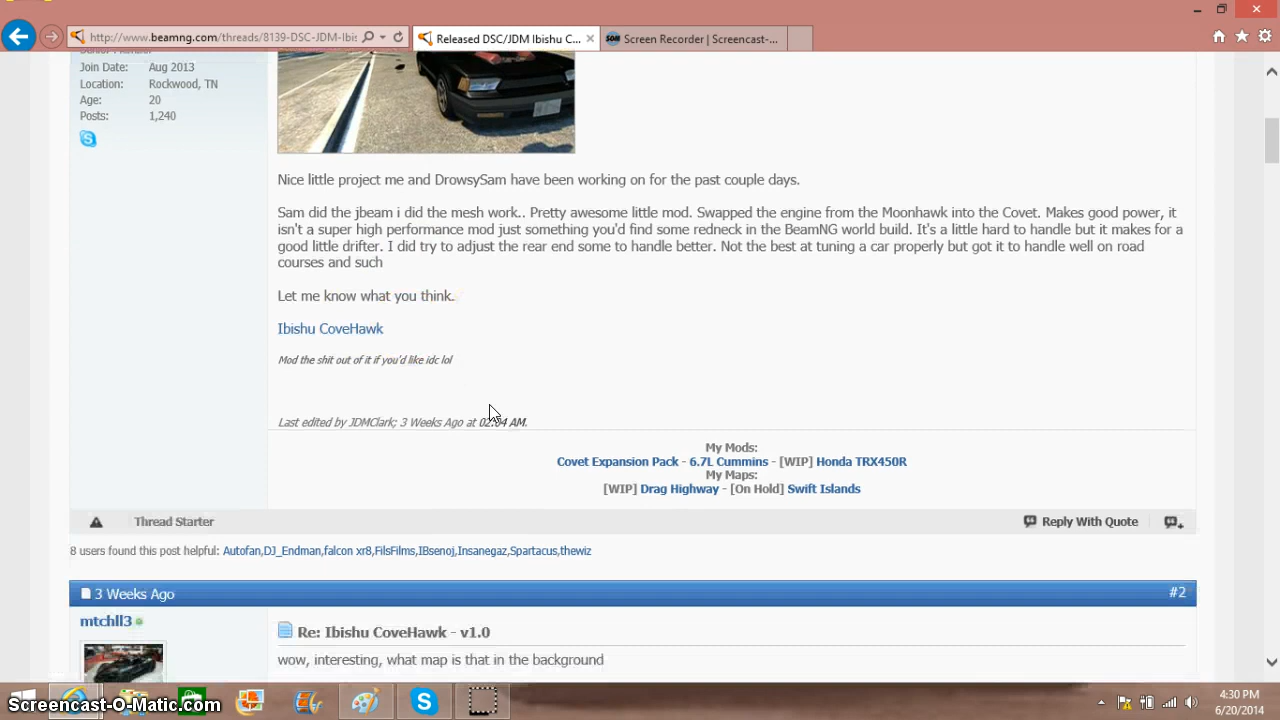 http://www.beamng.com/threads/8139-DSC-JDM-Ibis
Released DSC/JDM Ibishu C...
Screen Recorder | Screencast-...
Join Date: Aug 2013
Location: Rockwood, TN
Age: 20
Posts: 1,240
Nice little project me and DrowsySam have been working on for the past couple days.
Sam did the jbeam i did the mesh work.. Pretty awesome little mod. Swapped the engine from the Moonhawk into the Covet. Makes good power, it
isn't a super high performance mod just something you'd find some redneck in the BeamNG world build. It's a little hard to handle but it makes for a
good little drifter. I did try to adjust the rear end some to handle better. Not the best at tuning a car properly but got it to handle well on road
courses and such
Let me know what you think.
Ibishu CoveHawk
Mod the shit out of it if you'd like idc lol
Last edited by JDMClark; 3 Weeks Ago at 02:04 AM.
My Mods:
Covet Expansion Pack - 6.7L Cummins - [WIP] Honda TRX450R
My Maps:
[WIP] Drag Highway - [On Hold] Swift Islands
Thread Starter
Reply With Quote
8 users found this post helpful: Autofan,DJ_Endman,falcon xr8,FilsFilms,IBsenoj,Insanegaz,Spartacus,thewiz
3 Weeks Ago
#2
mtchll3
Re: Ibishu CoveHawk - v1.0
wow, interesting, what map is that in the background
Screencast-O-Matic.com
4:30 PM
6/20/2014